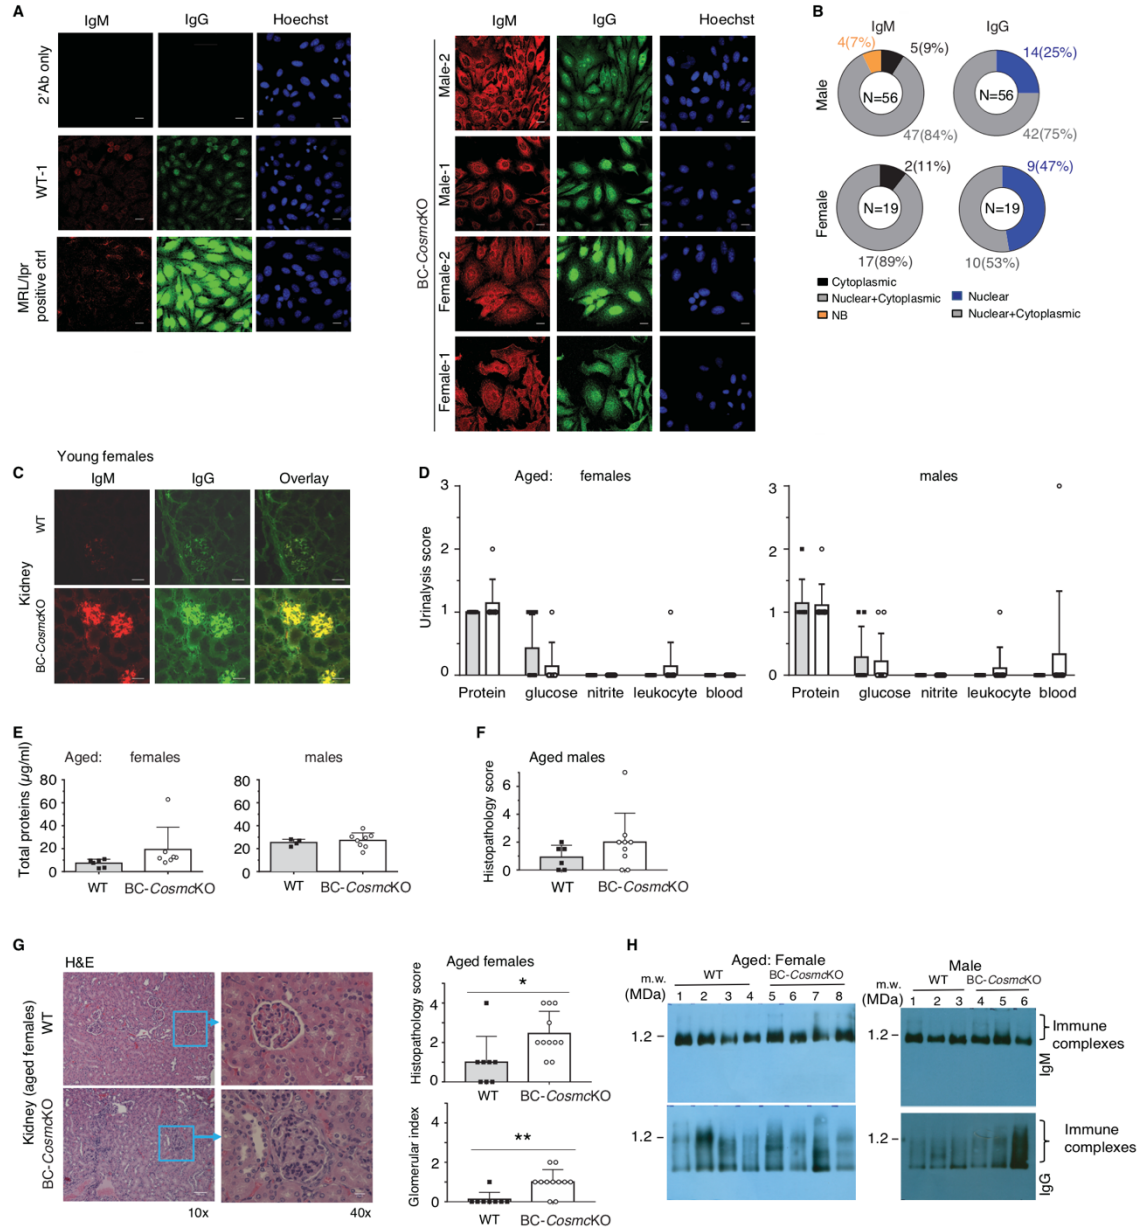 A
IgM IgG Hoechst
2'Ab only
WT-1
MRL/lpr
positive ctrl
IgM IgG Hoechst
BC-CosmcKO
Male-2
Male-1
Female-2
Female-1
B
IgM IgG
Male
4(7%) 5(9%)
N=56
47(84%)
14(25%)
N=56
42(75%)
Female
2(11%)
N=19
17(89%)
9(47%)
N=19
10(53%)
Cytoplasmic
Nuclear+Cytoplasmic
NB
Nuclear
Nuclear+Cytoplasmic
C
Young females
IgM IgG Overlay
Kidney
WT
BC-CosmcKO
D
Aged: females males
Urinalysis score
3
2
1
0
Protein glucose nitrite leukocyte blood
3
2
1
0
Protein glucose nitrite leukocyte blood
E
Aged: females males
Total proteins (µg/ml)
80
60
40
20
0
WT BC-CosmcKO
80
60
40
20
0
WT BC-CosmcKO
F
Aged males
Histopathology score
6
4
2
0
WT BC-CosmcKO
G
H&E
Kidney (aged females)
WT
BC-CosmcKO
10x 40x
Aged females
Histopathology score
4
2
0
*
WT BC-CosmcKO
Glomerular index
4
2
0
**
WT BC-CosmcKO
H
Aged: Female
m.w.
(MDa)
WT BC-CosmcKO
1 2 3 4 5 6 7 8
1.2
1.2
Male
m.w.
(MDa)
WT BC-CosmcKO
1 2 3 4 5 6
1.2
Immune
complexes
IgM
1.2
Immune
complexes
IgG